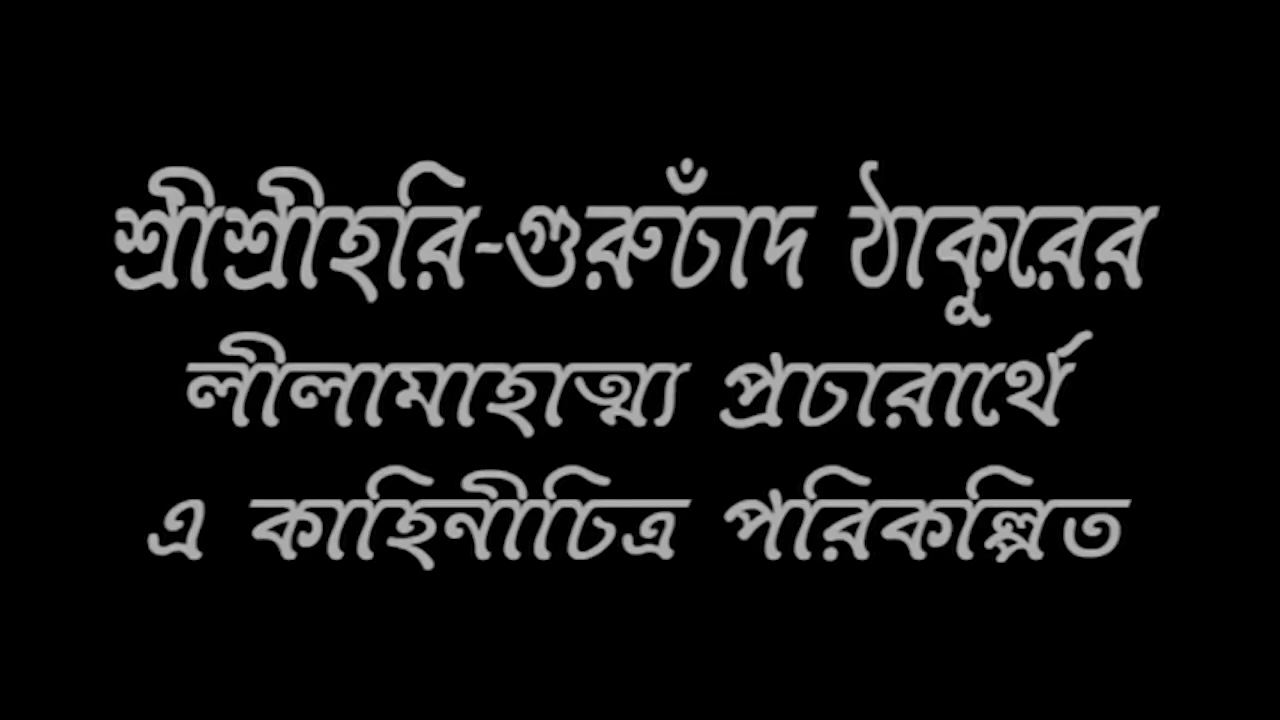 শ্রীশ্রীহরি-গুরুচাঁদ ঠাকুরের
লীলামাহাত্ম্য প্রচারার্থে
এ কাহিনীচিত্র পরিকল্পিত